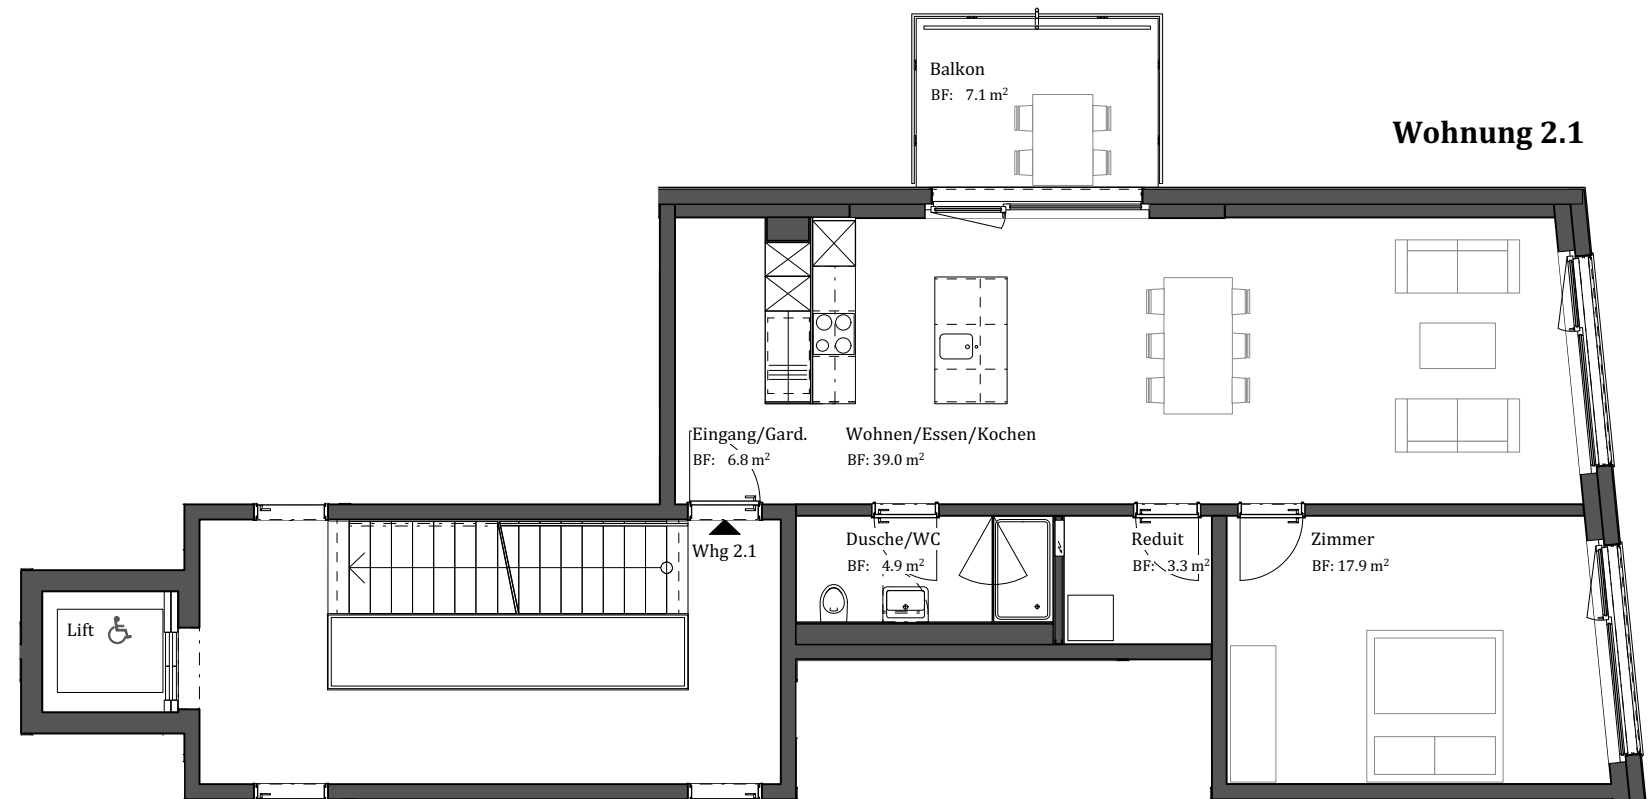 Balkon
BF: 7.1 m²
Wohnung 2.1
Eingang/Gard.
BF: 6.8 m²
Wohnen/Essen/Kochen
BF: 39.0 m²
Whg 2.1
Dusche/WC
BF: 4.9 m²
Reduit
BF: 3.3 m²
Zimmer
BF: 17.9 m²
Lift